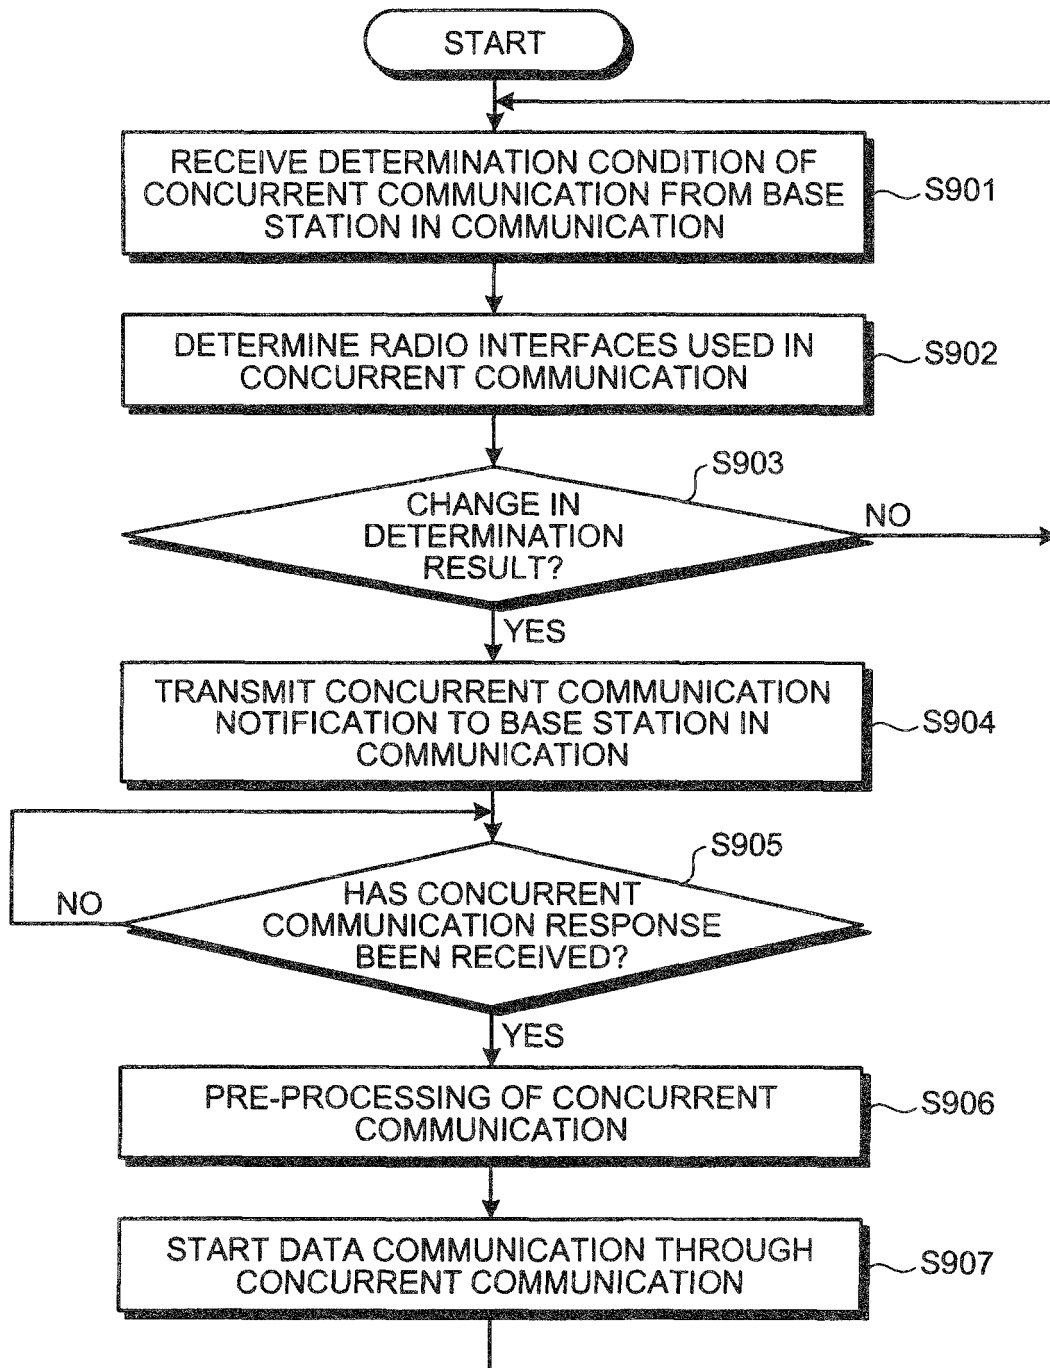 START
RECEIVE DETERMINATION CONDITION OF
CONCURRENT COMMUNICATION FROM BASE
STATION IN COMMUNICATION
S901
DETERMINE RADIO INTERFACES USED IN
CONCURRENT COMMUNICATION
S902
S903
CHANGE IN
DETERMINATION
RESULT?
NO
YES
TRANSMIT CONCURRENT COMMUNICATION
NOTIFICATION TO BASE STATION IN
COMMUNICATION
S904
S905
HAS CONCURRENT
COMMUNICATION RESPONSE
BEEN RECEIVED?
NO
YES
PRE-PROCESSING OF CONCURRENT
COMMUNICATION
S906
START DATA COMMUNICATION THROUGH
CONCURRENT COMMUNICATION
S907